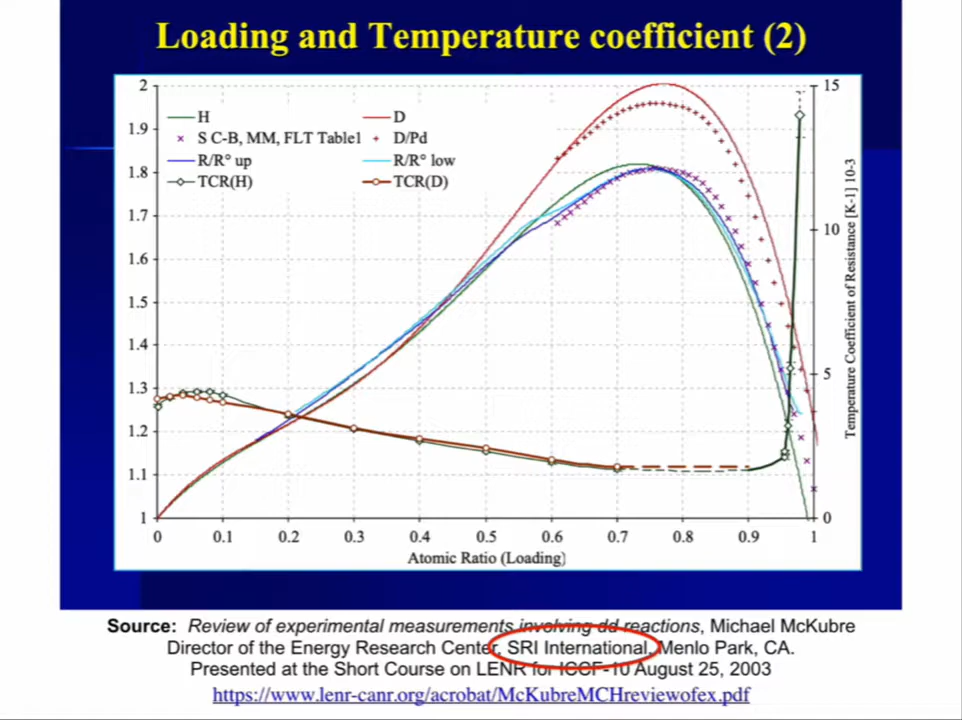 Loading and Temperature coefficient (2)
2
1.9
1.8
1.7
1.6
1.5
1.4
1.3
1.2
1.1
1
H
D
S C-B, MM, FLT Table1
D/Pd
R/R° up
R/R° low
TCR(H)
TCR(D)
15
10
5
0
Temperature Coefficient of Resistance [K-1] 10-3
0 0.1 0.2 0.3 0.4 0.5 0.6 0.7 0.8 0.9 1
Atomic Ratio (Loading)
Source: Review of experimental measurements involving dd reactions, Michael McKubre
Director of the Energy Research Center, SRI International, Menlo Park, CA.
Presented at the Short Course on LENR for ICCF-10 August 25, 2003
https://www.lenr-canr.org/acrobat/McKubreMCHreviewofex.pdf